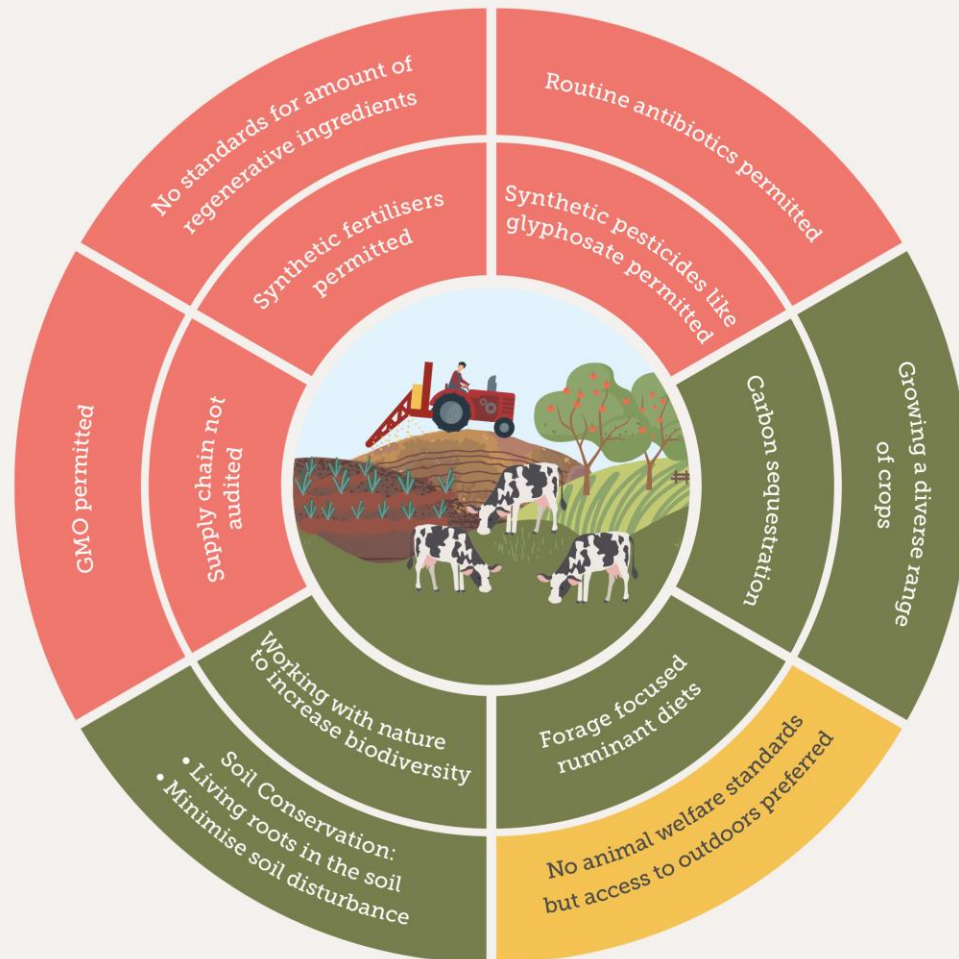 No standards for amount of
regenerative ingredients
Routine antibiotics permitted
Synthetic fertilisers
permitted
Synthetic pesticides like
glyphosate permitted
GMO permitted
Supply chain not
audited
Carbon sequestration
Growing a diverse range
of crops
Working with nature
to increase biodiversity
Forage focused
ruminant diets
Soil Conservation:
• Living roots in the soil
• Minimise soil disturbance
No animal welfare standards
but access to outdoors preferred